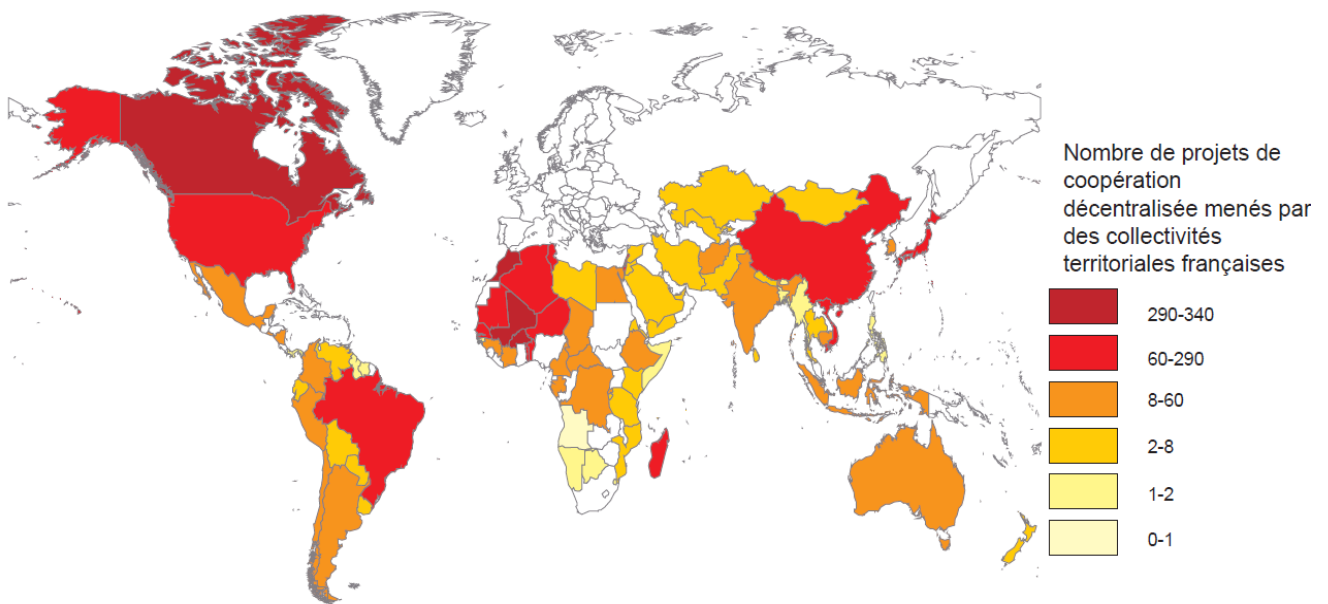 Nombre de projets de
coopération
décentralisée menés par
des collectivités
territoriales françaises
290-340
60-290
8-60
2-8
1-2
0-1